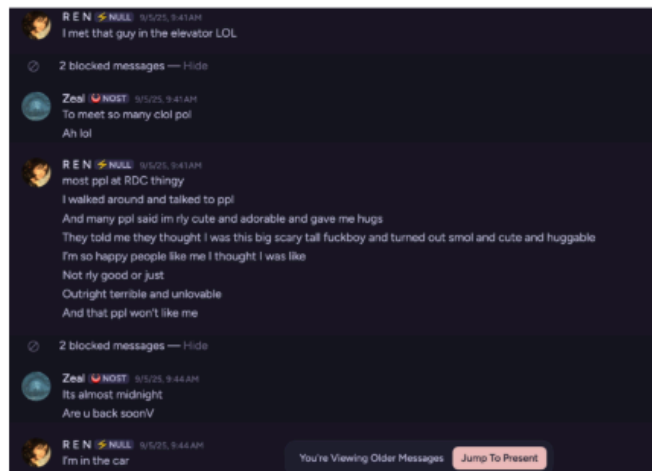 R E N ⚡NULL 9/5/25, 9:41 AM
I met that guy in the elevator LOL
2 blocked messages — Hide
Zeal NOST 9/5/25, 9:41 AM
To meet so many clol pol
Ah lol
R E N ⚡NULL 9/5/25, 9:41 AM
most ppl at RDC thingy
I walked around and talked to ppl
And many ppl said im rly cute and adorable and gave me hugs
They told me they thought I was this big scary tall fuckboy and turned out smol and cute and huggable
I'm so happy people like me I thought I was like
Not rly good or just
Outright terrible and unlovable
And that ppl won't like me
2 blocked messages — Hide
Zeal NOST 9/5/25, 9:44 AM
Its almost midnight
Are u back soonV
R E N ⚡NULL 9/5/25, 9:44 AM
I'm in the car
You're Viewing Older Messages Jump To Present